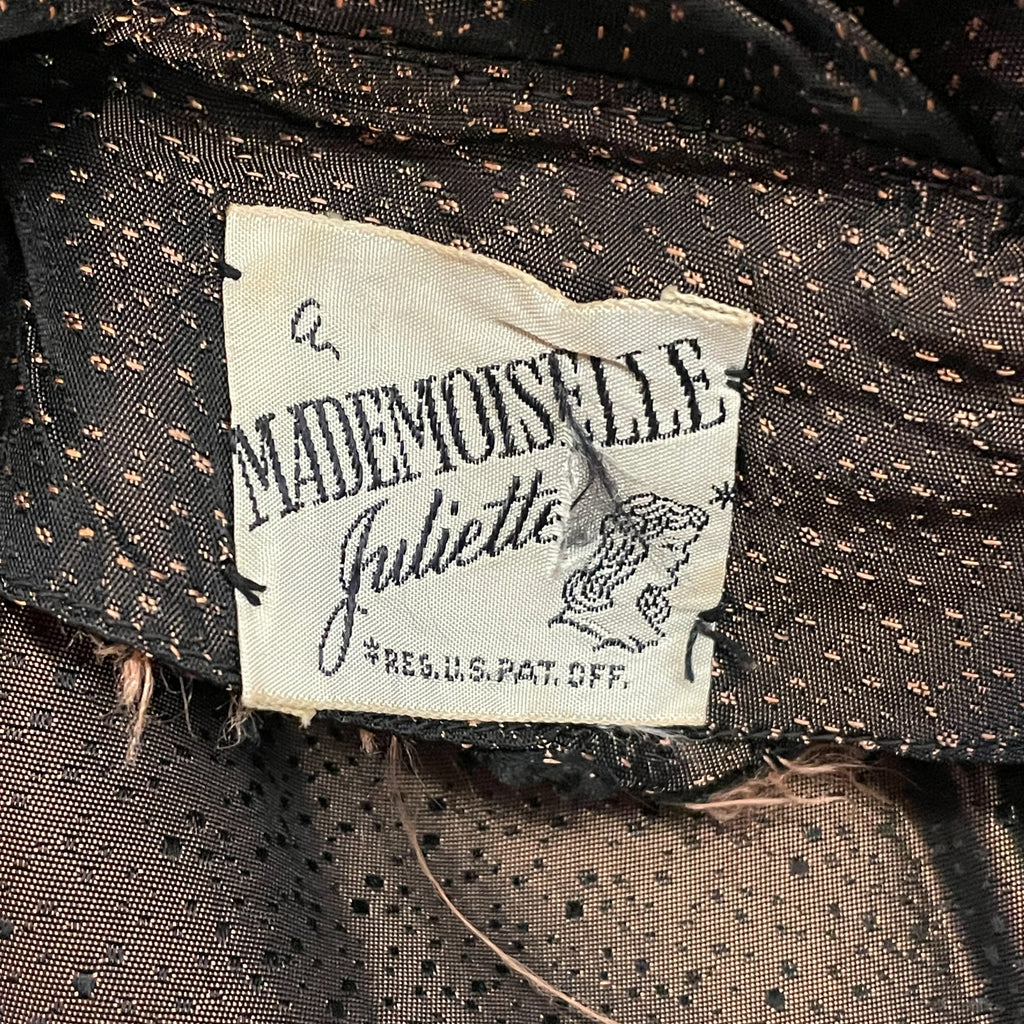 a
MADEMOISELLE
Juliette *
*REG.U.S.PAT. OFF.